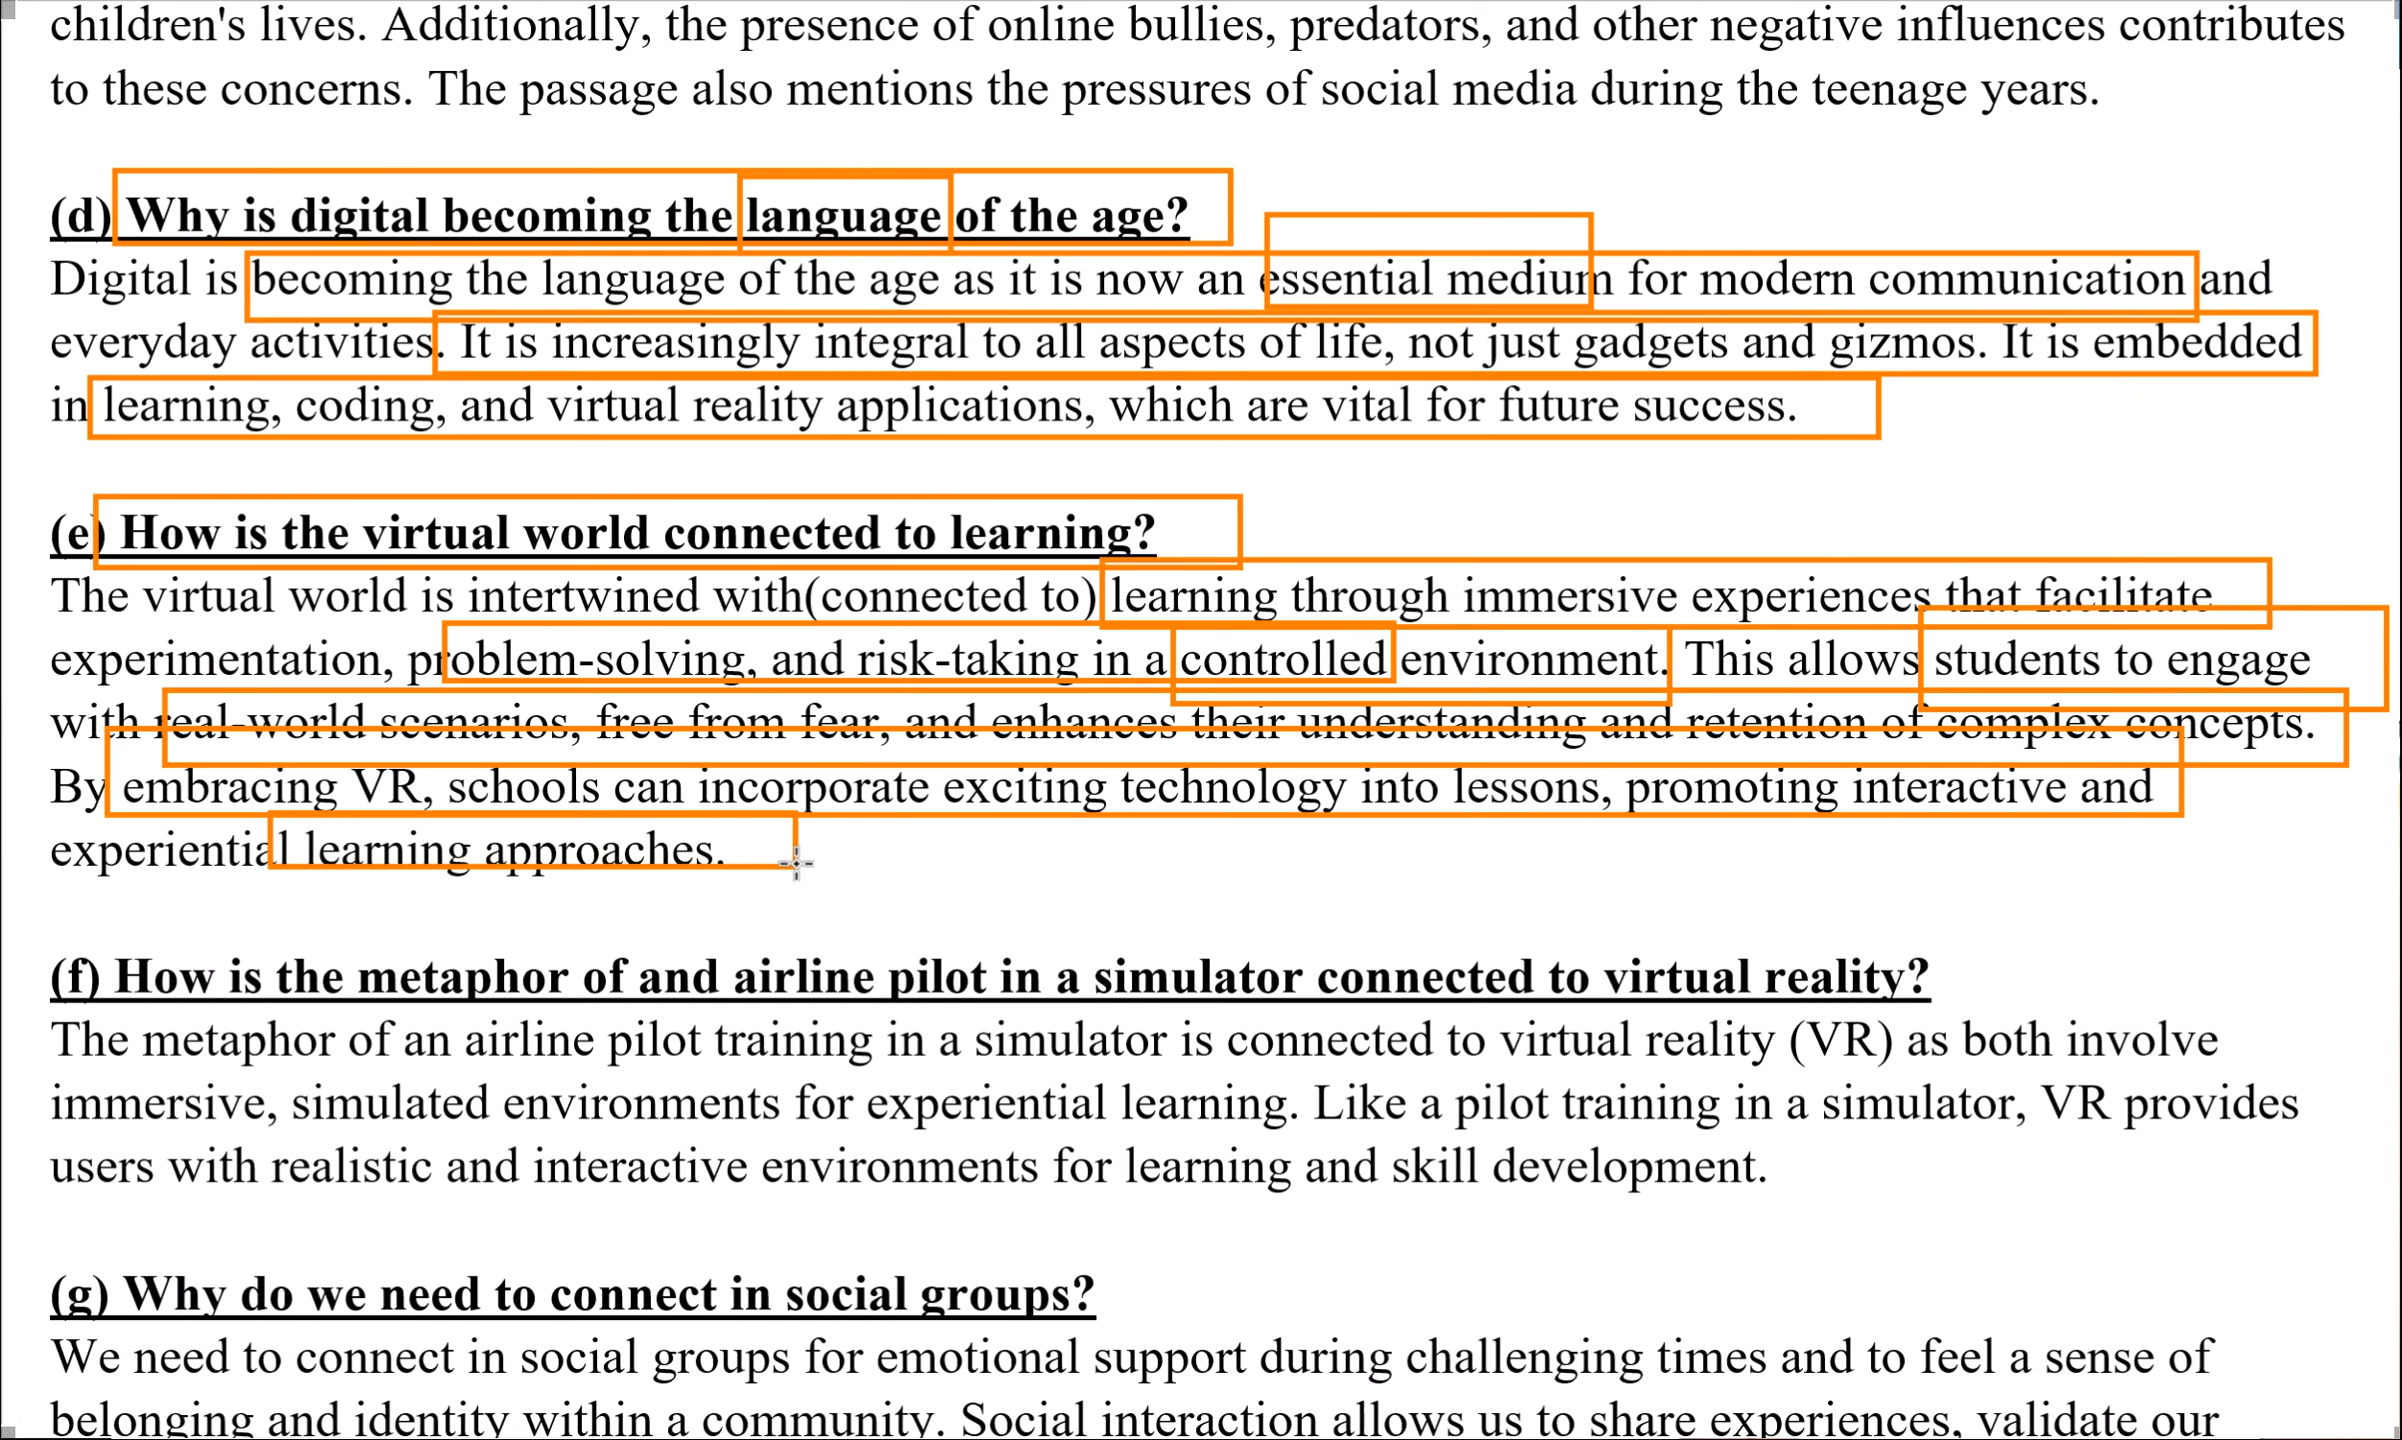 children's lives. Additionally, the presence of online bullies, predators, and other negative influences contributes
to these concerns. The passage also mentions the pressures of social media during the teenage years.
(d) Why is digital becoming the language of the age?
Digital is becoming the language of the age as it is now an essential medium for modern communication and
everyday activities. It is increasingly integral to all aspects of life, not just gadgets and gizmos. It is embedded
in learning, coding, and virtual reality applications, which are vital for future success.
(e) How is the virtual world connected to learning?
The virtual world is intertwined with(connected to) learning through immersive experiences that facilitate
experimentation, problem-solving, and risk-taking in a controlled environment. This allows students to engage
with real-world scenarios, free from fear, and enhances their understanding and retention of complex concepts.
By embracing VR, schools can incorporate exciting technology into lessons, promoting interactive and
experiential learning approaches.
(f) How is the metaphor of and airline pilot in a simulator connected to virtual reality?
The metaphor of an airline pilot training in a simulator is connected to virtual reality (VR) as both involve
immersive, simulated environments for experiential learning. Like a pilot training in a simulator, VR provides
users with realistic and interactive environments for learning and skill development.
(g) Why do we need to connect in social groups?
We need to connect in social groups for emotional support during challenging times and to feel a sense of
belonging and identity within a community. Social interaction allows us to share experiences, validate our